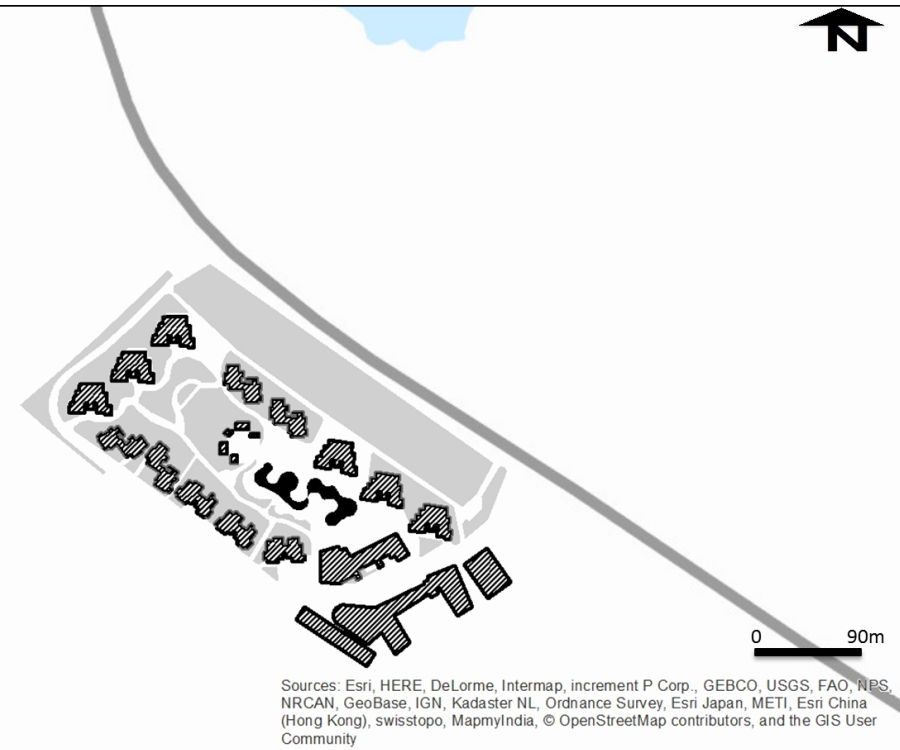 N
0 90m
Sources: Esri, HERE, DeLorme, Intermap, increment P Corp., GEBCO, USGS, FAO, NPS,
NRCAN, GeoBase, IGN, Kadaster NL, Ordnance Survey, Esri Japan, METI, Esri China
(Hong Kong), swisstopo, MapmyIndia, © OpenStreetMap contributors, and the GIS User
Community